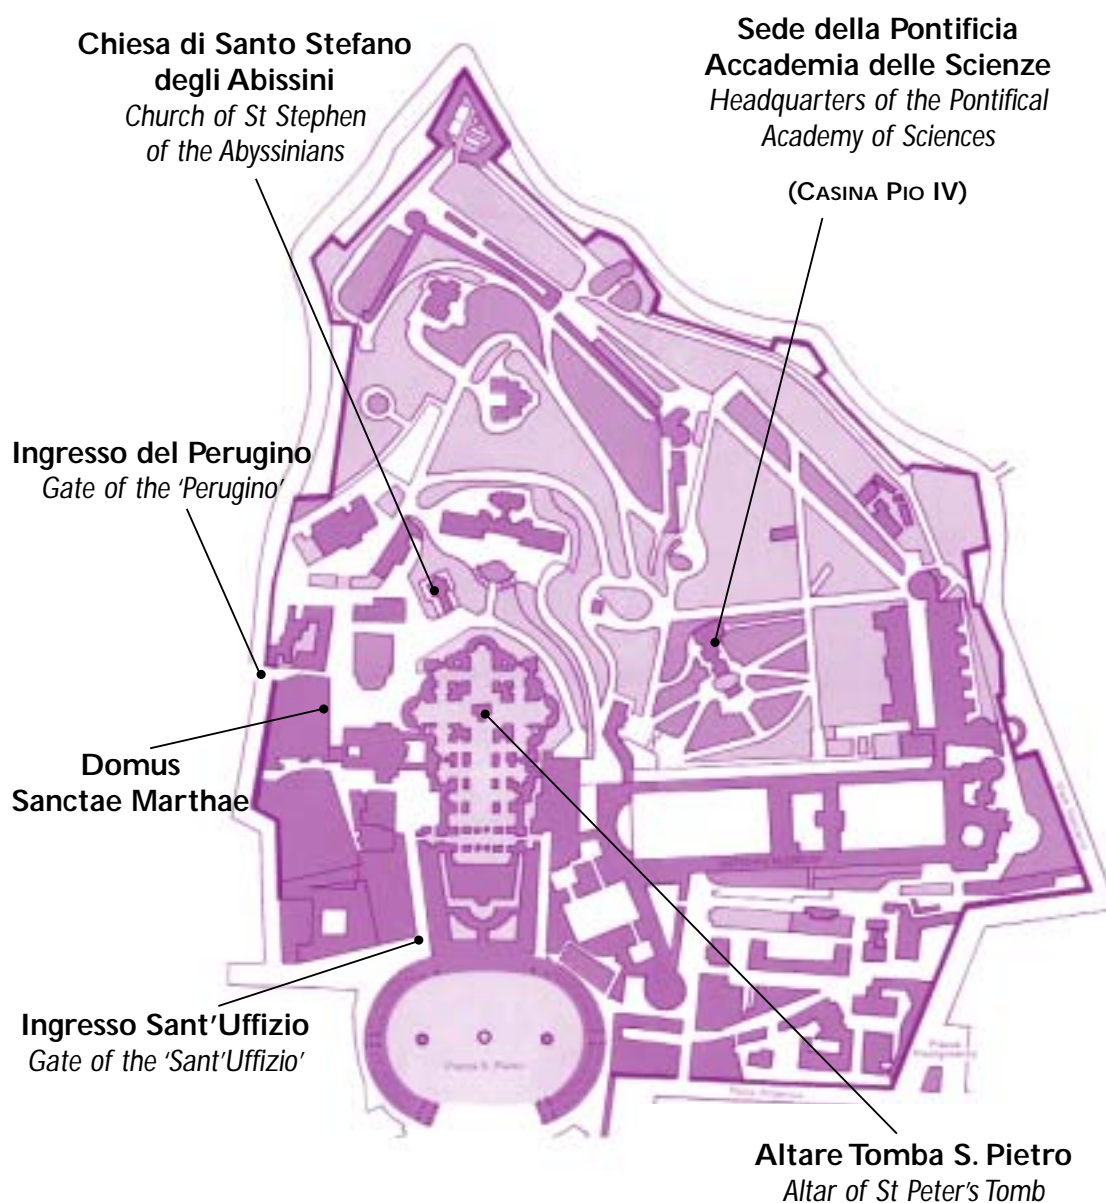 Chiesa di Santo Stefano
degli Abissini
Church of St Stephen
of the Abyssinians
Sede della Pontificia
Accademia delle Scienze
Headquarters of the Pontifical
Academy of Sciences
(CASINA PIO IV)
Ingresso del Perugino
Gate of the 'Perugino'
Domus
Sanctae Marthae
Ingresso Sant'Uffizio
Gate of the 'Sant'Uffizio'
Piazza S. Pietro
Piazza
Altare Tomba S. Pietro
Altar of St Peter's Tomb